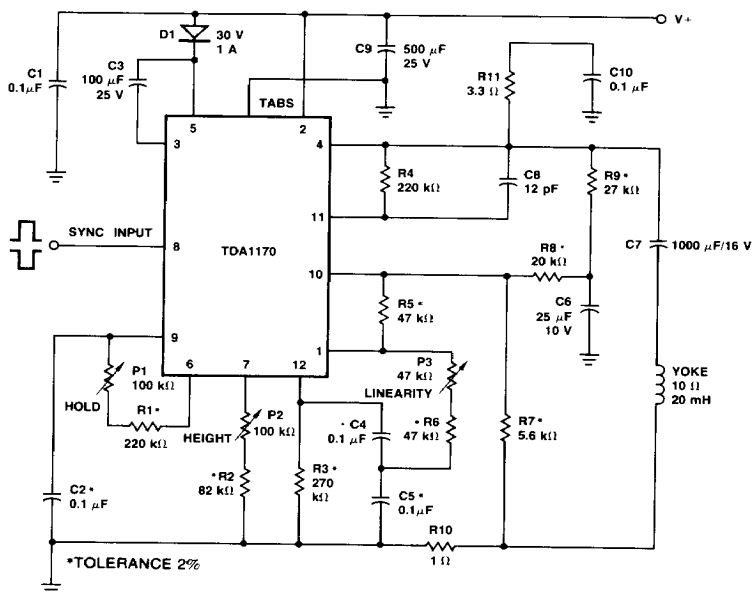 V+
D1
30 V
1 A
C1
0.1μF
C3
100 μF
25 V
C9
500 μF
25 V
TABS
5
2
R11
3.3 Ω
C10
0.1 μF
3
4
R4
220 kΩ
C8
12 pF
R9*
27 kΩ
11
SYNC INPUT
8
TDA1170
C7
1000 μF/16 V
10
R8*
20 kΩ
R5*
47 kΩ
C6
25 μF
10 V
9
1
6
7
12
P1
100 kΩ
HOLD
R1*
220 kΩ
P2
100 kΩ
HEIGHT
P3
47 kΩ
LINEARITY
YOKE
10 Ω
20 mH
C4
0.1 μF
*R6
47 kΩ
R7*
5.6 kΩ
*R2
82 kΩ
R3*
270
kΩ
C2*
0.1 μF
C5*
0.1μF
R10
1 Ω
*TOLERANCE 2%